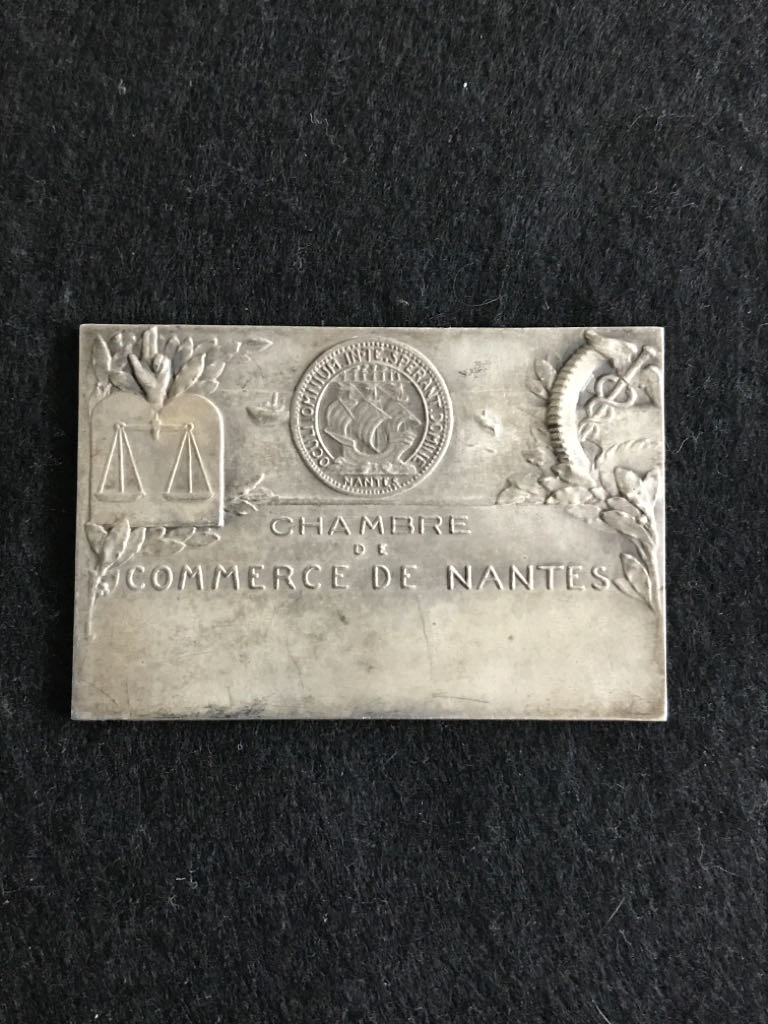 OCULI OMNIUM IN TE SPERANT DOMINE
NANTES
CHAMBRE
DE
COMMERCE DE NANTES